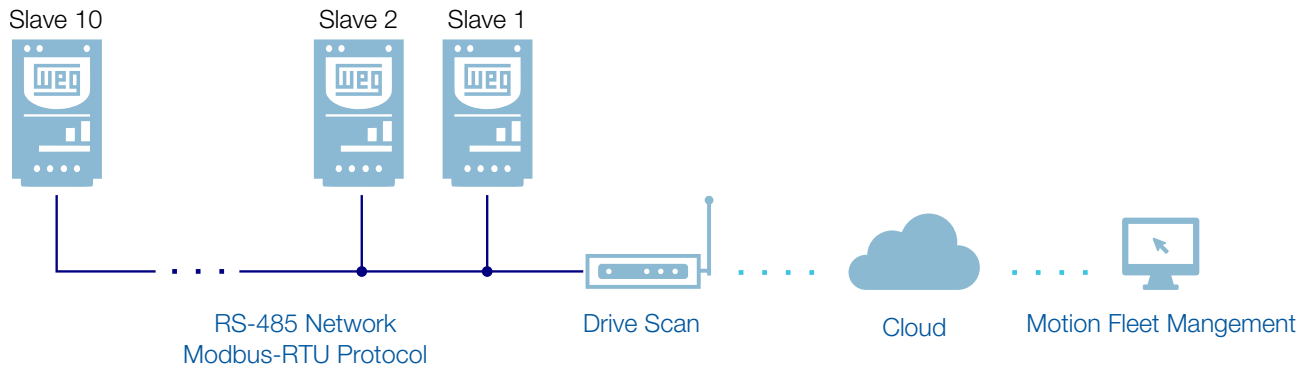 Slave 10
Slave 2
Slave 1
weg
weg
weg
RS-485 Network
Modbus-RTU Protocol
Drive Scan
Cloud
Motion Fleet Mangement